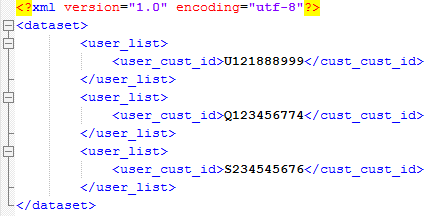 <?xml version="1.0" encoding="utf-8"?>
<dataset>
<user_list>
<user_cust_id>U121888999</cust_cust_id>
</user_list>
<user_list>
<user_cust_id>Q123456774</cust_cust_id>
</user_list>
<user_list>
<user_cust_id>S234545676</cust_cust_id>
</user_list>
</dataset>